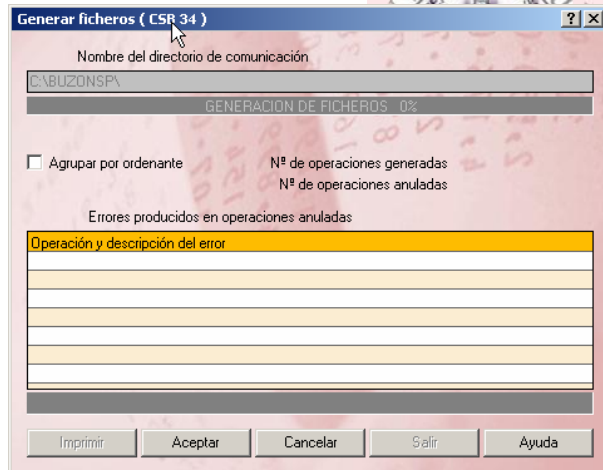 Generar ficheros ( CSB 34 )
Nombre del directorio de comunicación
C:\BUZONSP\
GENERACION DE FICHEROS 0%
Agrupar por ordenante
Nº de operaciones generadas
Nº de operaciones anuladas
Errores producidos en operaciones anuladas
Operación y descripción del error
Imprimir Aceptar Cancelar Salir Ayuda